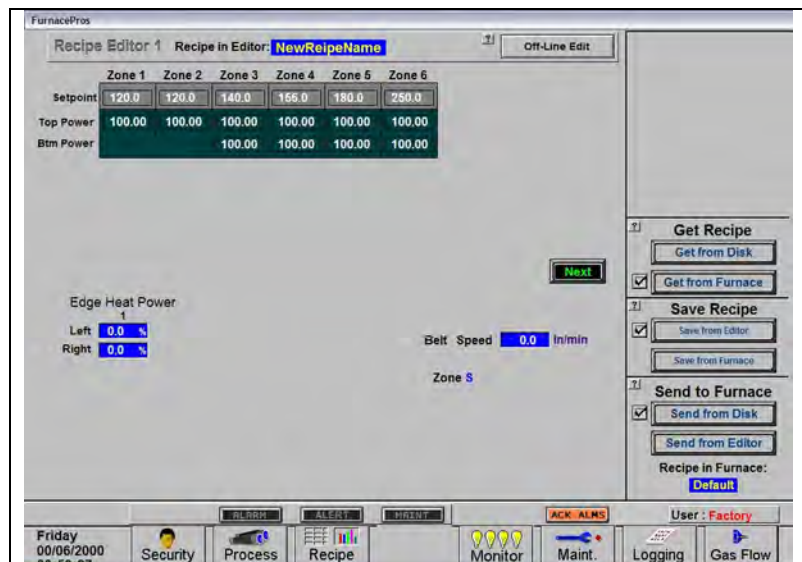 FurnacePros
Recipe Editor 1 Recipe in Editor: NewReipeName ? Off-Line Edit
Zone 1 Zone 2 Zone 3 Zone 4 Zone 5 Zone 6
Setpoint 120.0 120.0 140.0 155.0 180.0 250.0
Top Power 100.00 100.00 100.00 100.00 100.00 100.00
Btm Power 100.00 100.00 100.00 100.00
? Get Recipe
Get from Disk
Next
Get from Furnace
Edge Heat Power
1
Left 0.0 %
Right 0.0 %
Belt Speed 0.0 In/min
Zone S
? Save Recipe
Save from Editor
Save from Furnace
? Send to Furnace
Send from Disk
Send from Editor
Recipe in Furnace:
Default
ALARM ALERT MAINT ACK ALMS User : Factory
Friday
00/06/2000
Security Process Recipe Monitor Maint. Logging Gas Flow